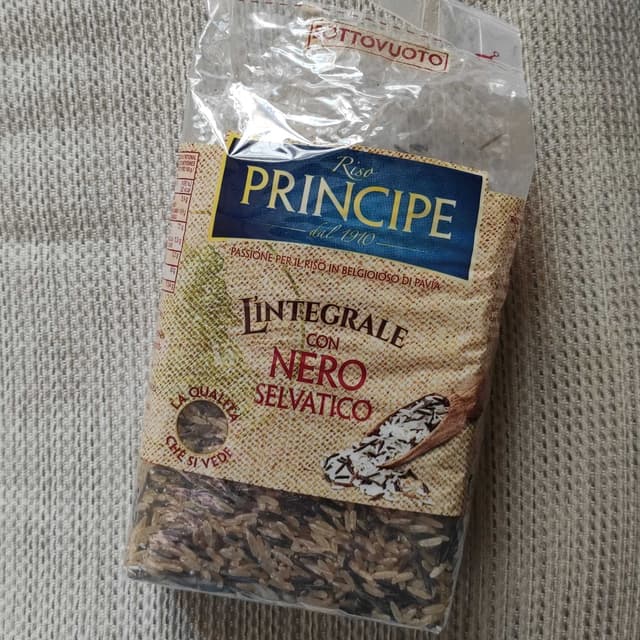 SOTTOVUOTO
Riso
PRINCIPE
dal 1910
PASSIONE PER IL RISO IN BELGIOIOSO DI PAVIA
L'INTEGRALE
CON
NERO
SELVATICO
LA QUALITÀ
CHE SI VEDE